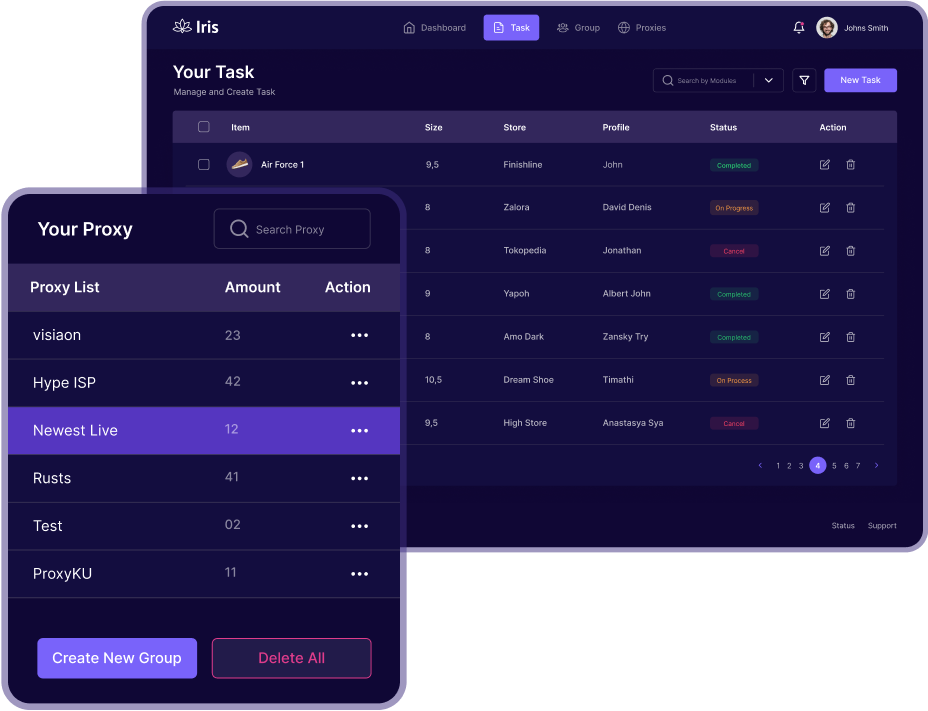 Iris
Dashboard Task Group Proxies Johns Smith
Your Task
Manage and Create Task
Search by Modules
New Task
Item Size Store Profile Status Action
Air Force 1 9,5 Finishline John Completed
8 Zalora David Denis On Progress
8 Tokopedia Jonathan Cancel
9 Yapoh Albert John Completed
8 Amo Dark Zansky Try Completed
10,5 Dream Shoe Timathi On Process
9,5 High Store Anastasya Sya Cancel
1 2 3 4 5 6 7
Status Support
Your Proxy
Search Proxy
Proxy List Amount Action
visiaon 23
Hype ISP 42
Newest Live 12
Rusts 41
Test 02
ProxyKU 11
Create New Group Delete All